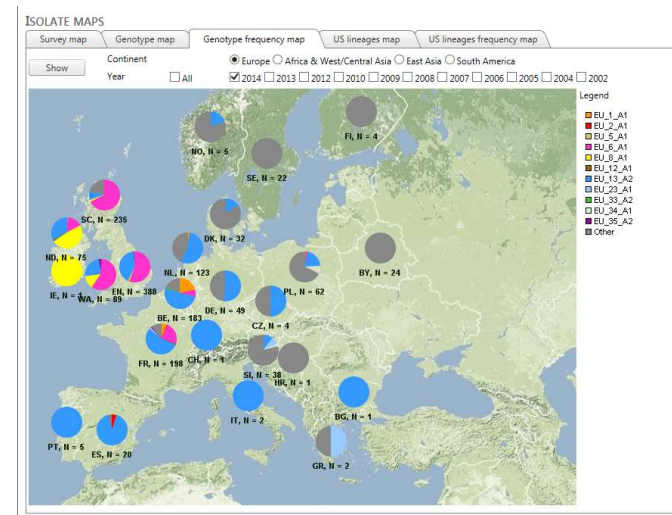 ISOLATE MAPS
Survey map Genotype map Genotype frequency map US lineages map US lineages frequency map
Show
Continent Europe Africa & West/Central Asia East Asia South America
Year All 2014 2013 2012 2010 2009 2008 2007 2006 2005 2004 2002
Legend
EU_1_A1
EU_2_A1
EU_5_A1
EU_6_A1
EU_8_A1
EU_12_A1
EU_13_A2
EU_23_A1
EU_33_A2
EU_34_A1
EU_35_A2
Other
FI, N = 4
NO, N = 5
SE, N = 22
SC, N = 235
DK, N = 32
ND, N = 75
NL, N = 123
BY, N = 24
IE, N = 1
WA, N = 89
EN, N = 388
PL, N = 62
BE, N = 183
DE, N = 49
CZ, N = 4
FR, N = 198
CH, N = 1
SI, N = 38
HR, N = 1
IT, N = 2
BG, N = 1
PT, N = 5
ES, N = 20
GR, N = 2